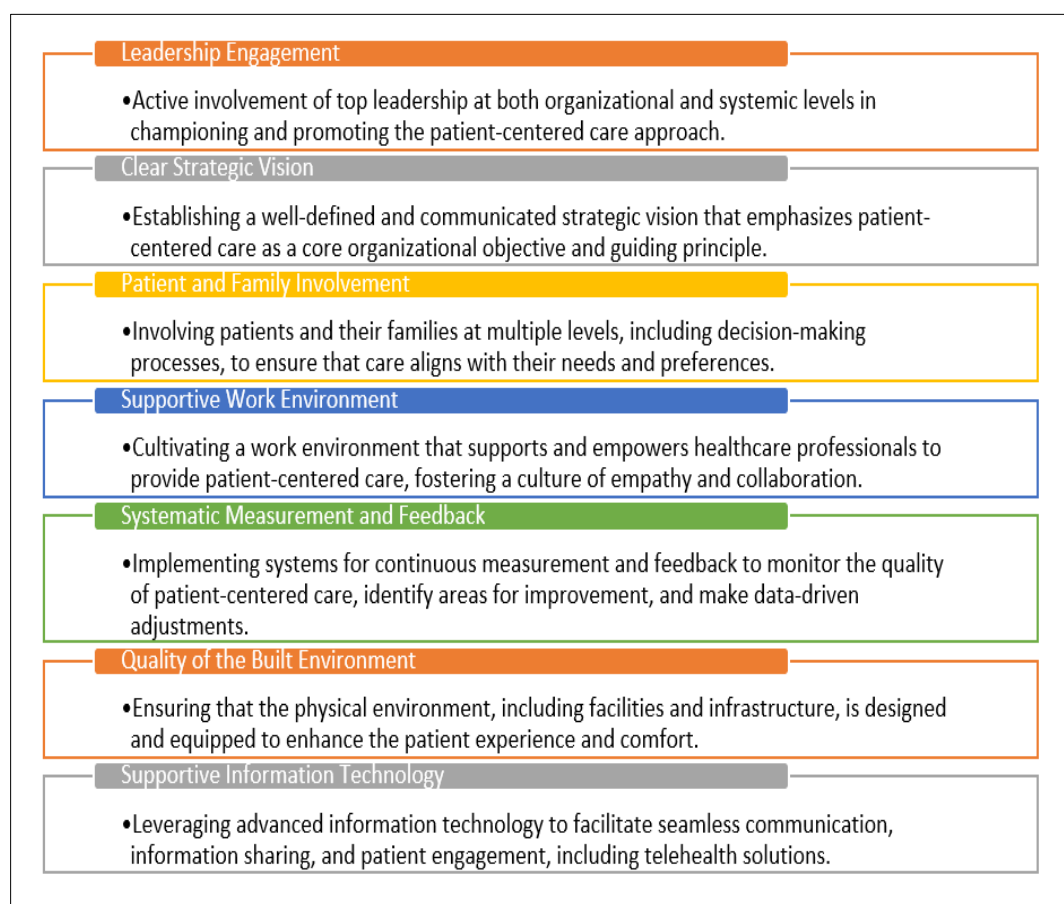 Leadership Engagement
•Active involvement of top leadership at both organizational and systemic levels in
championing and promoting the patient-centered care approach.
Clear Strategic Vision
•Establishing a well-defined and communicated strategic vision that emphasizes patient-
centered care as a core organizational objective and guiding principle.
Patient and Family Involvement
•Involving patients and their families at multiple levels, including decision-making
processes, to ensure that care aligns with their needs and preferences.
Supportive Work Environment
•Cultivating a work environment that supports and empowers healthcare professionals to
provide patient-centered care, fostering a culture of empathy and collaboration.
Systematic Measurement and Feedback
•Implementing systems for continuous measurement and feedback to monitor the quality
of patient-centered care, identify areas for improvement, and make data-driven
adjustments.
Quality of the Built Environment
•Ensuring that the physical environment, including facilities and infrastructure, is designed
and equipped to enhance the patient experience and comfort.
Supportive Information Technology
•Leveraging advanced information technology to facilitate seamless communication,
information sharing, and patient engagement, including telehealth solutions.